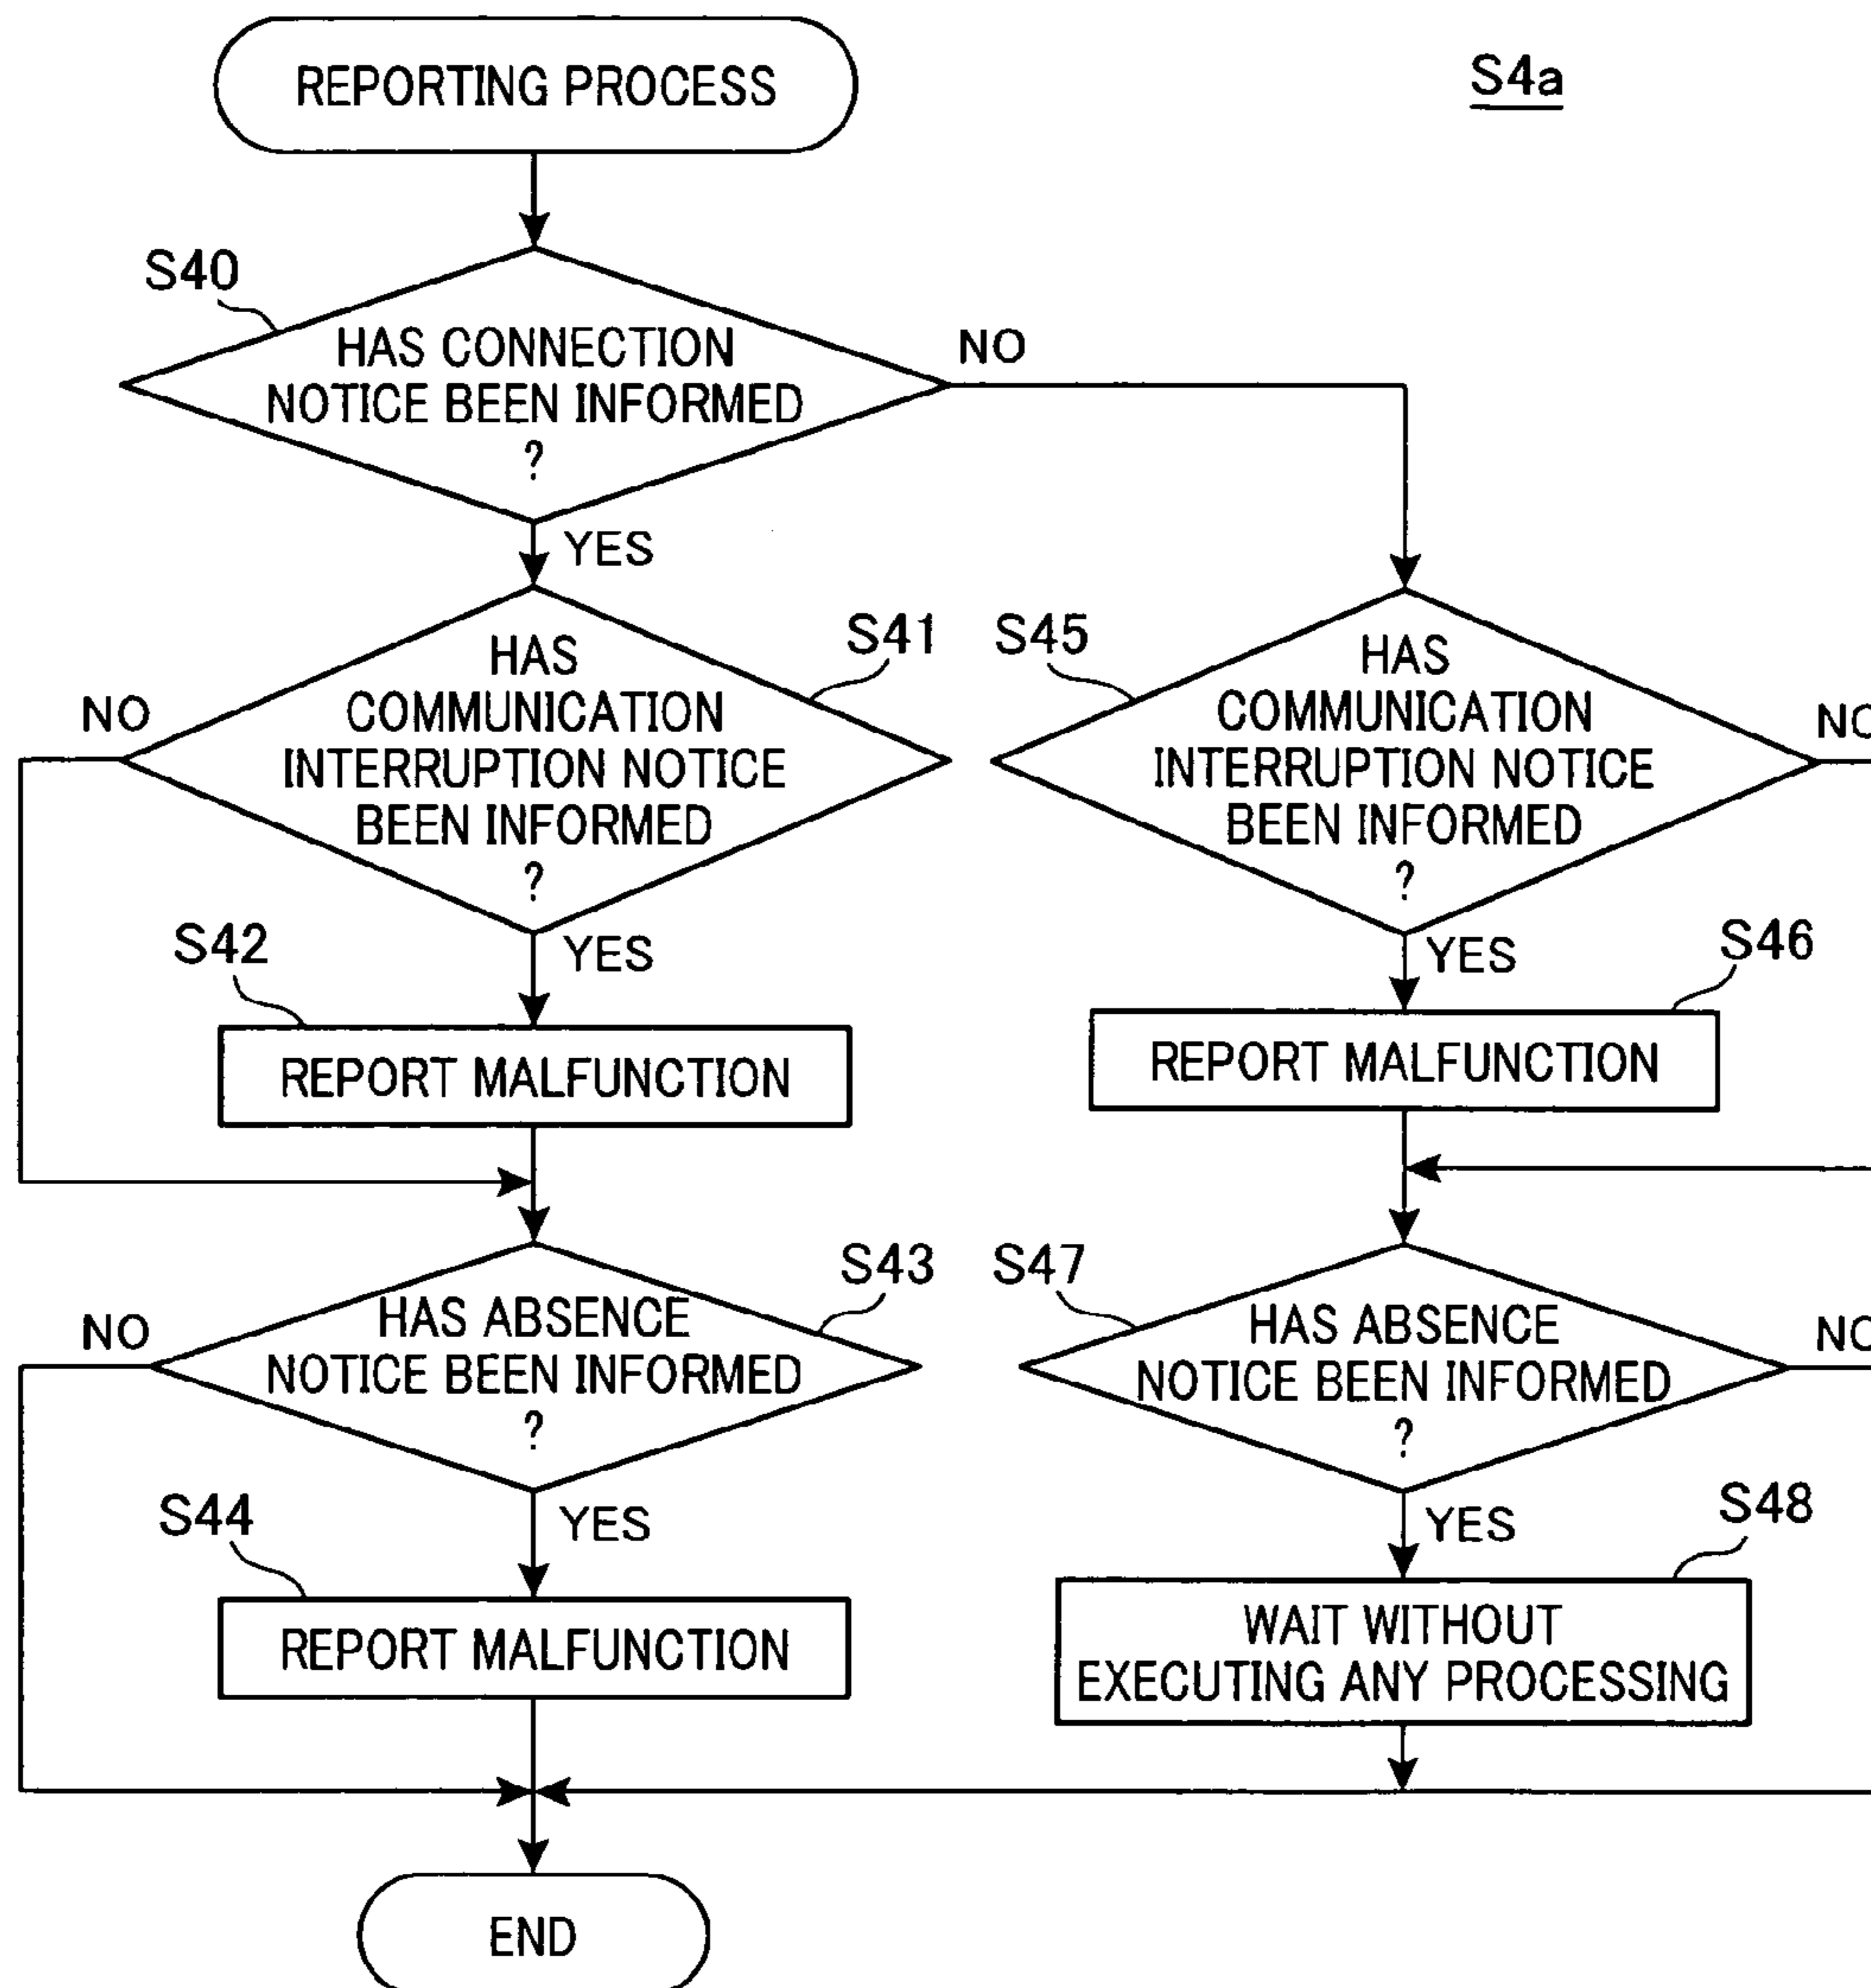 REPORTING PROCESS
S4a
S40
HAS CONNECTION
NOTICE BEEN INFORMED
?
NO
YES
S41
HAS
COMMUNICATION
INTERRUPTION NOTICE
BEEN INFORMED
?
NO
YES
S45
HAS
COMMUNICATION
INTERRUPTION NOTICE
BEEN INFORMED
?
NO
YES
S42
REPORT MALFUNCTION
S46
REPORT MALFUNCTION
S43
HAS ABSENCE
NOTICE BEEN INFORMED
?
NO
YES
S47
HAS ABSENCE
NOTICE BEEN INFORMED
?
NO
YES
S44
REPORT MALFUNCTION
S48
WAIT WITHOUT
EXECUTING ANY PROCESSING
END